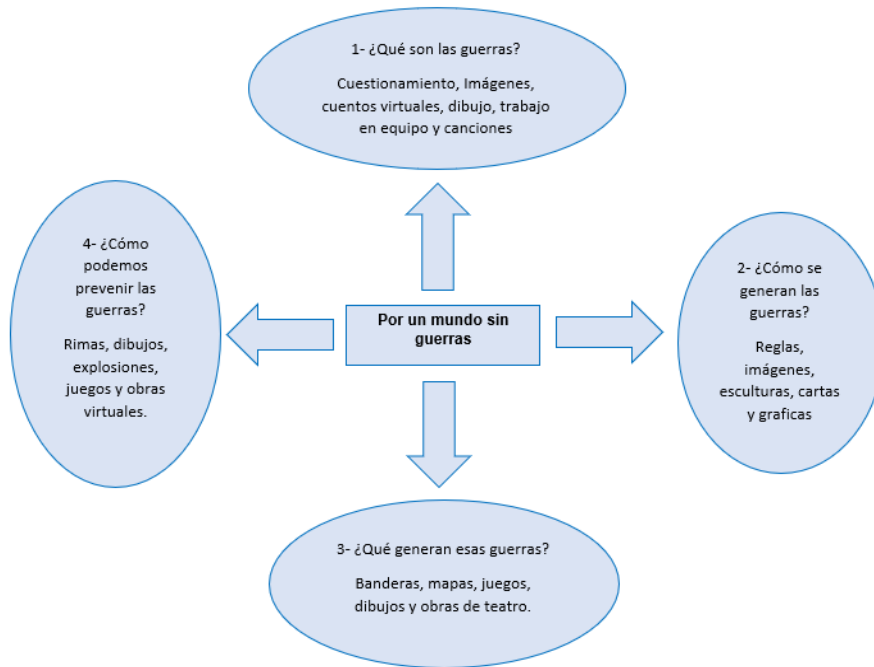 1- ¿Qué son las guerras?
Cuestionamiento, Imágenes,
cuentos virtuales, dibujo, trabajo
en equipo y canciones
4- ¿Cómo
podemos
prevenir las
guerras?
Rimas, dibujos,
explosiones,
juegos y obras
virtuales.
Por un mundo sin
guerras
2- ¿Cómo se
generan las
guerras?
Reglas,
imágenes,
esculturas, cartas
y graficas
3- ¿Qué generan esas guerras?
Banderas, mapas, juegos,
dibujos y obras de teatro.